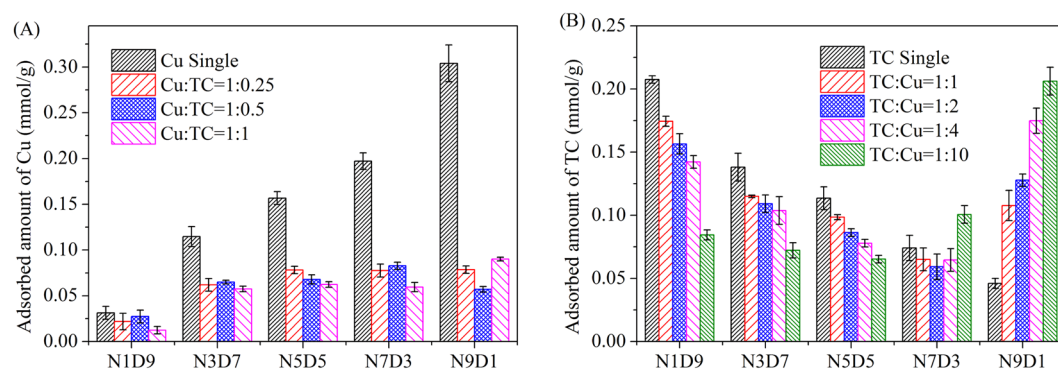 (A)
Adsorbed amount of Cu (mmol/g)
0.30
0.25
0.20
0.15
0.10
0.05
0.00
Cu Single
Cu:TC=1:0.25
Cu:TC=1:0.5
Cu:TC=1:1
N1D9 N3D7 N5D5 N7D3 N9D1
(B)
Adsorbed amount of TC (mmol/g)
0.25
0.20
0.15
0.10
0.05
0.00
TC Single
TC:Cu=1:1
TC:Cu=1:2
TC:Cu=1:4
TC:Cu=1:10
N1D9 N3D7 N5D5 N7D3 N9D1